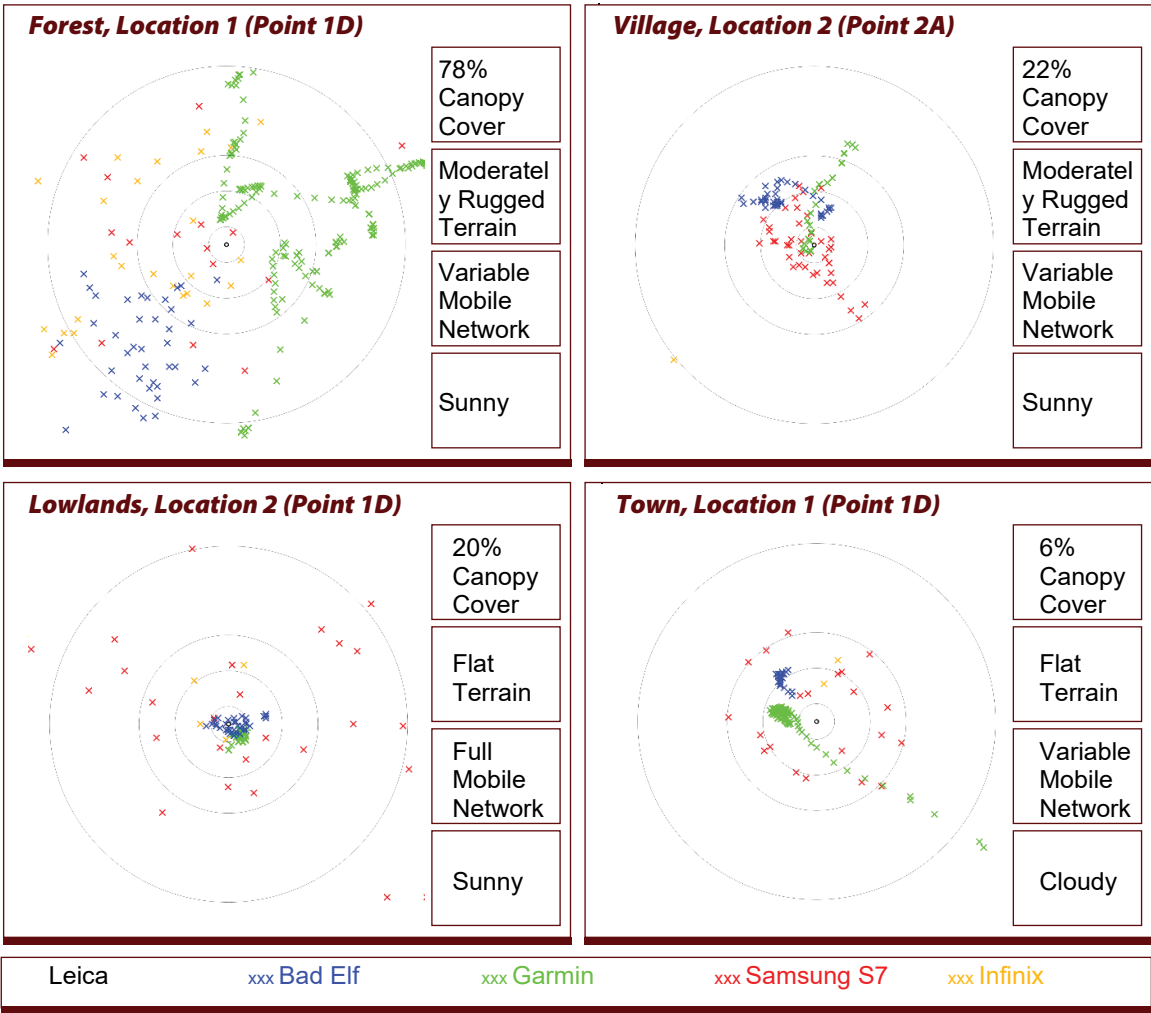 Forest, Location 1 (Point 1D)
78%
Canopy
Cover
Moderatel
y Rugged
Terrain
Variable
Mobile
Network
Sunny
Village, Location 2 (Point 2A)
22%
Canopy
Cover
Moderatel
y Rugged
Terrain
Variable
Mobile
Network
Sunny
Lowlands, Location 2 (Point 1D)
20%
Canopy
Cover
Flat
Terrain
Full
Mobile
Network
Sunny
Town, Location 1 (Point 1D)
6%
Canopy
Cover
Flat
Terrain
Variable
Mobile
Network
Cloudy
Leica xxx Bad Elf xxx Garmin xxx Samsung S7 xxx Infinix